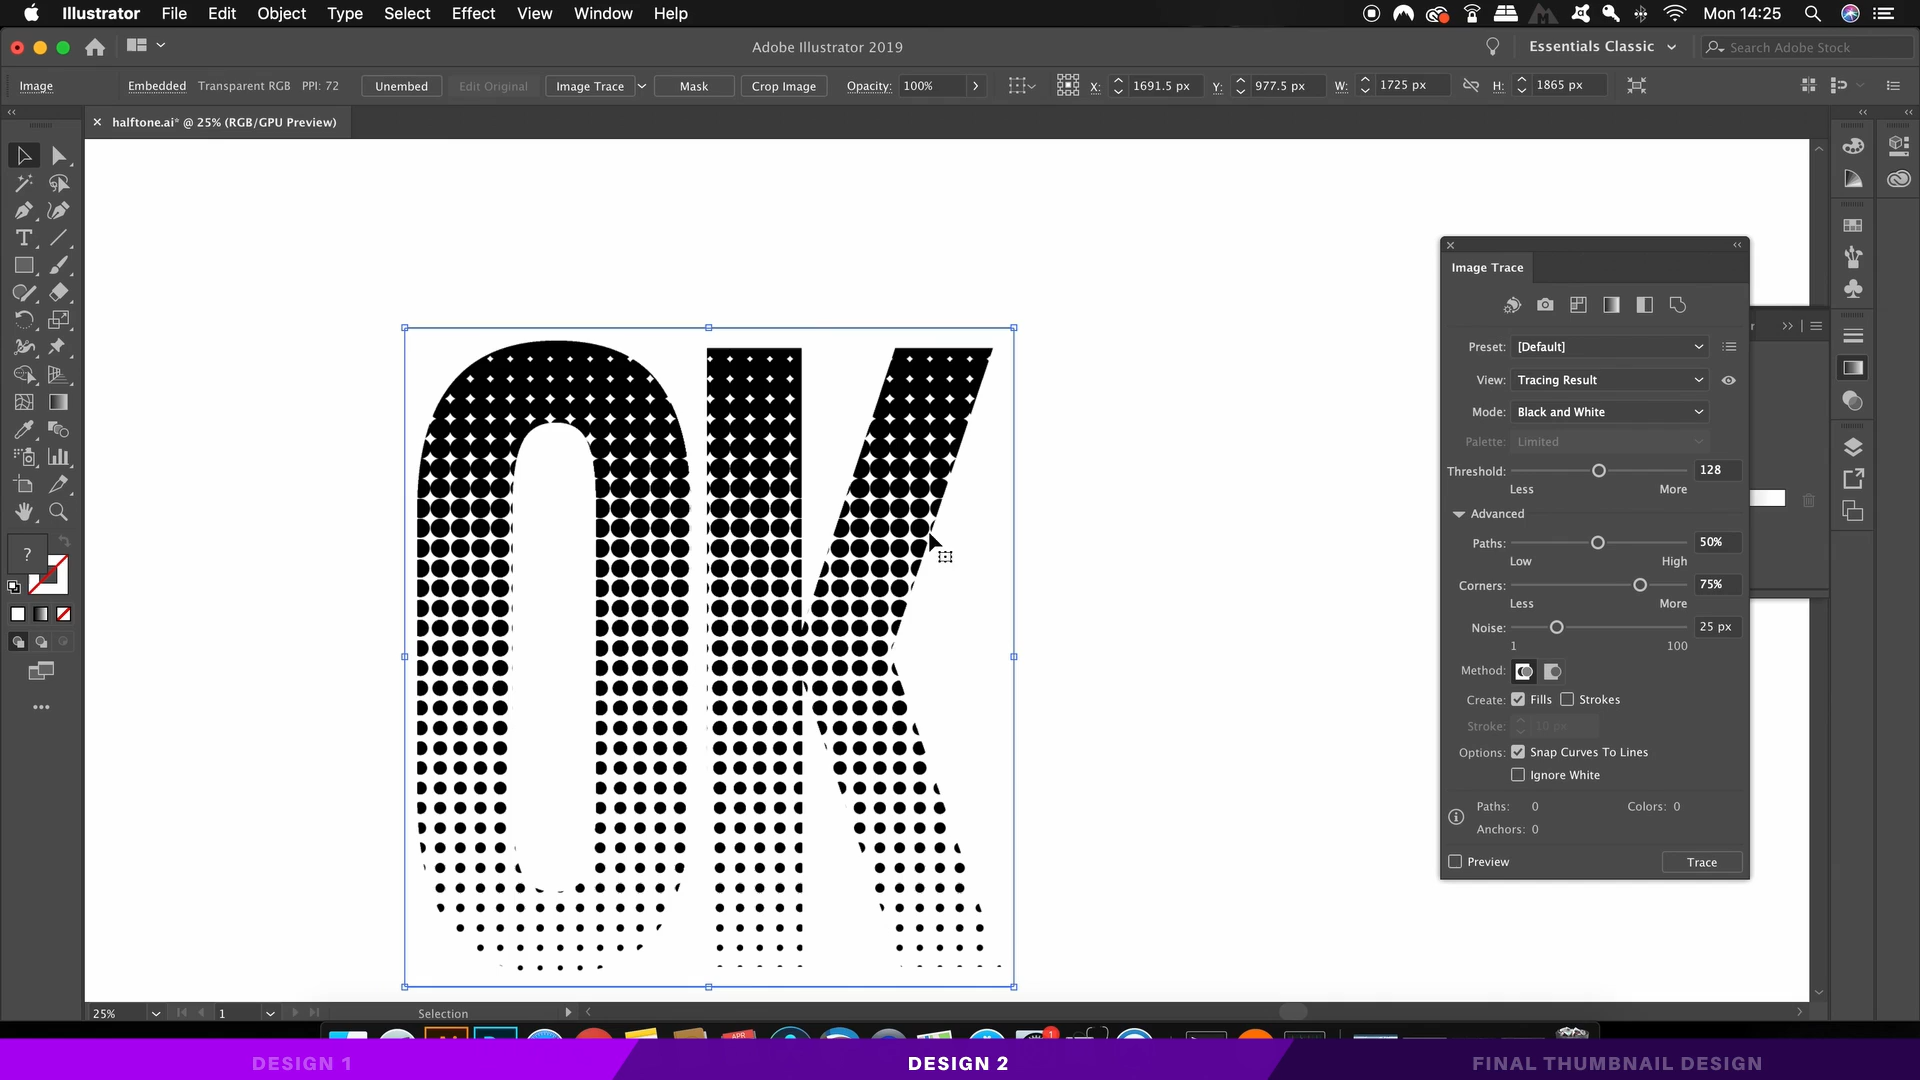 Illustrator File Edit Object Type Select Effect View Window Help Mon 14:25
Adobe Illustrator 2019 Essentials Classic Search Adobe Stock
Image Embedded Transparent RGB PPI: 72 Unembed Edit Original Image Trace Mask Crop Image Opacity: 100% X: 1691.5 px Y: 977.5 px W: 1725 px H: 1865 px
× halftone.ai* @ 25% (RGB/GPU Preview)
OK
Image Trace
Preset: [Default]
View: Tracing Result
Mode: Black and White
Palette: Limited
Threshold: 128
Less More
Advanced
Paths: 50%
Low High
Corners: 75%
Less More
Noise: 25 px
1 100
Method:
Create: Fills Strokes
Stroke: 10 px
Options: Snap Curves To Lines
Ignore White
Paths: 0 Colors: 0
Anchors: 0
Preview Trace
?
25% 1 Selection
DESIGN 1 DESIGN 2 FINAL THUMBNAIL DESIGN